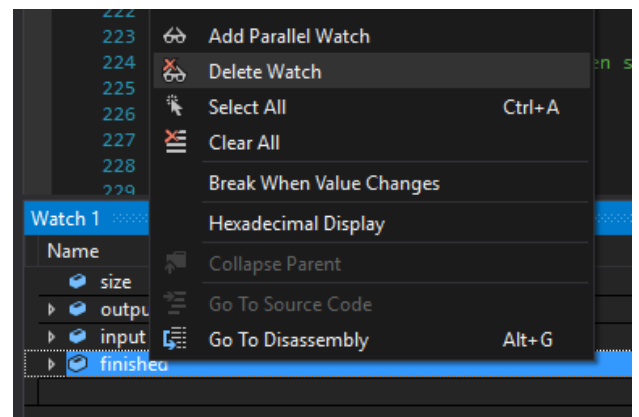 222
223 Add Parallel Watch
224 Delete Watch en s
225
226 Select All Ctrl+A
227 Clear All
228
Break When Value Changes
229
Watch 1 Hexadecimal Display
Name
Collapse Parent
size
outpu Go To Source Code
input Go To Disassembly Alt+G
finished